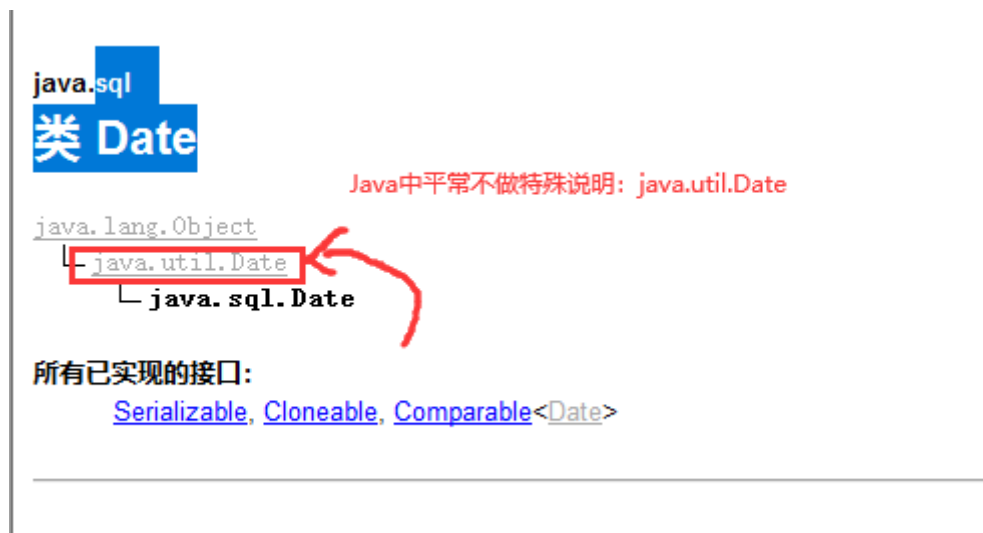 java.sql
类 Date
Java中平常不做特殊说明：java.util.Date
java.lang.Object
java.util.Date
java.sql.Date
所有已实现的接口：
Serializable, Cloneable, Comparable<Date>